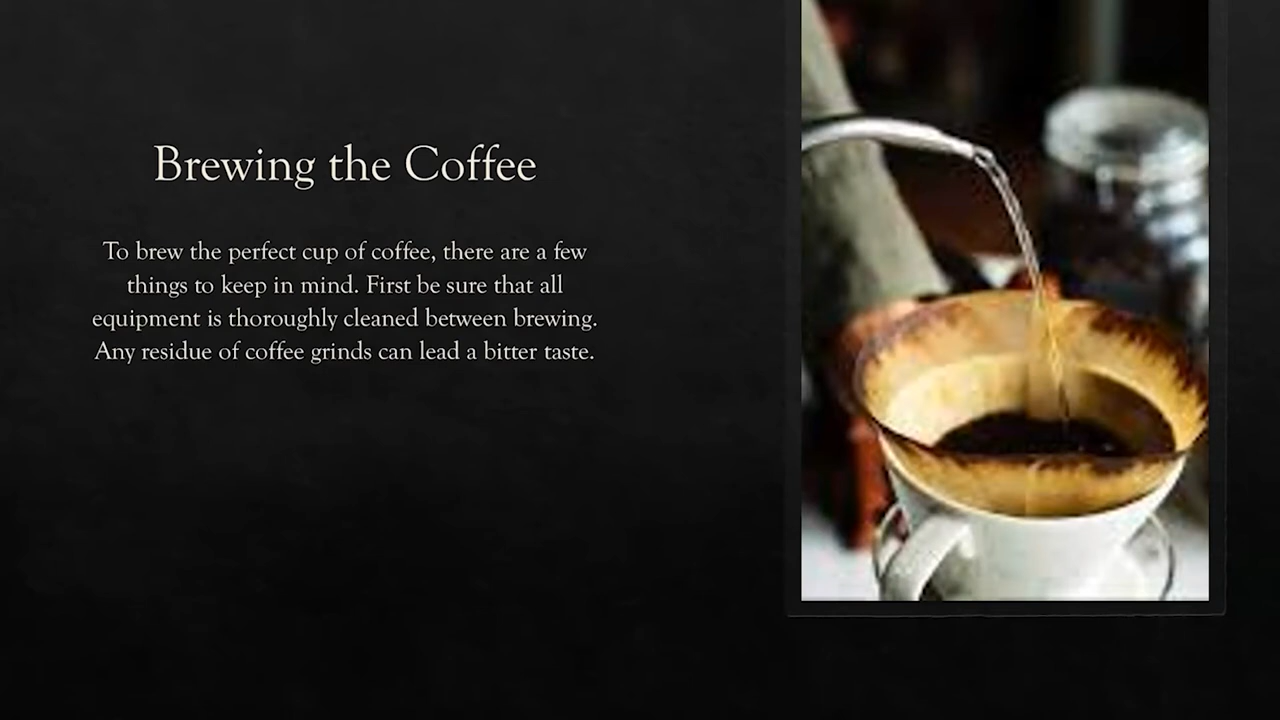 Brewing the Coffee
To brew the perfect cup of coffee, there are a few
things to keep in mind. First be sure that all
equipment is thoroughly cleaned between brewing.
Any residue of coffee grinds can lead a bitter taste.